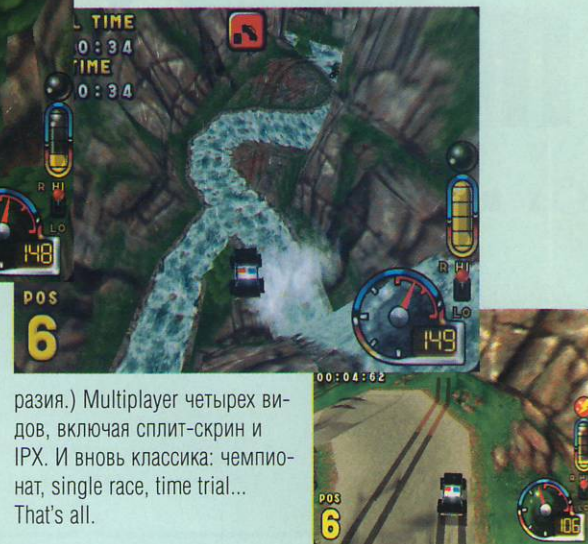 L TIME
0:34
TIME
0:34
R HI
LO
148
POS
6
R HI
LO
149
разия.) Multiplayer четырех ви-
дов, включая сплит-скрин и
IPX. И вновь классика: чемпио-
нат, single race, time trial...
That's all.
00:04:62
POS
6
106